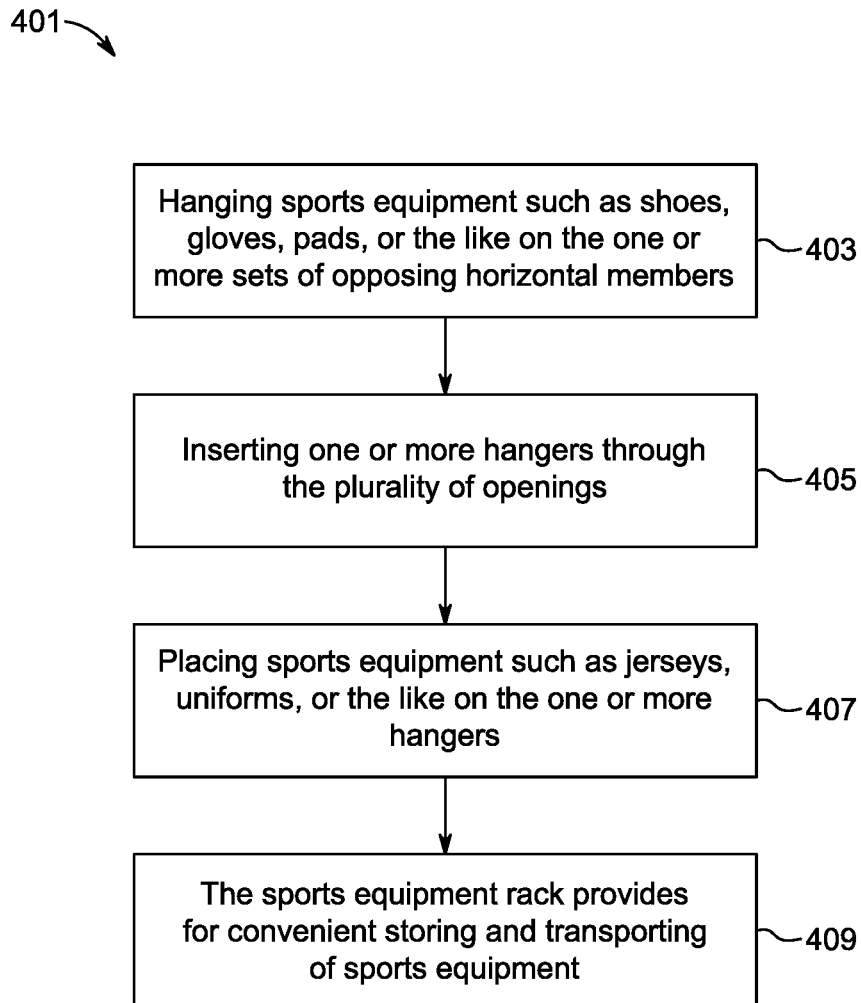 401
Hanging sports equipment such as shoes,
gloves, pads, or the like on the one or
more sets of opposing horizontal members
403
Inserting one or more hangers through
the plurality of openings
405
Placing sports equipment such as jerseys,
uniforms, or the like on the one or more
hangers
407
The sports equipment rack provides
for convenient storing and transporting
of sports equipment
409